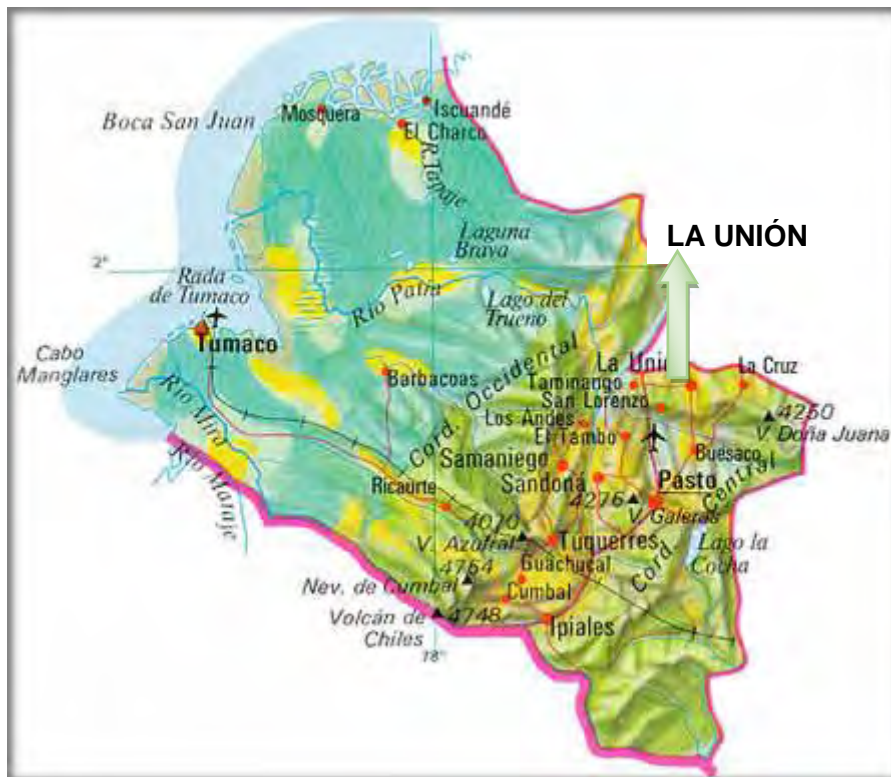 Iscuandé
Mosquera
Boca San Juan
El Charco
R. Tapaje
LA UNIÓN
Laguna
Brava
2°
Rada
de Tumaco
Río Patía
Lago del
Trueno
Tumaco
Cabo
Manglares
Cord. Occidental
La Unió
La Cruz
Barbacoas
Taminango
San Lorenzo
Río Mira
Los Andes
4250
V. Doña Juana
El Tambo
Río Mataje
Buesaco
Samaniego
Sandoná
Pasto
Ricaurte
4276
V. Galeras
Cord. Central
4070
V. Azufral
Tuquerres
Lago la
Cocha
4764
Guachucal
Nev. de Cumbal
Cumbal
Volcán de
Chiles
4748
Ipiales
78°